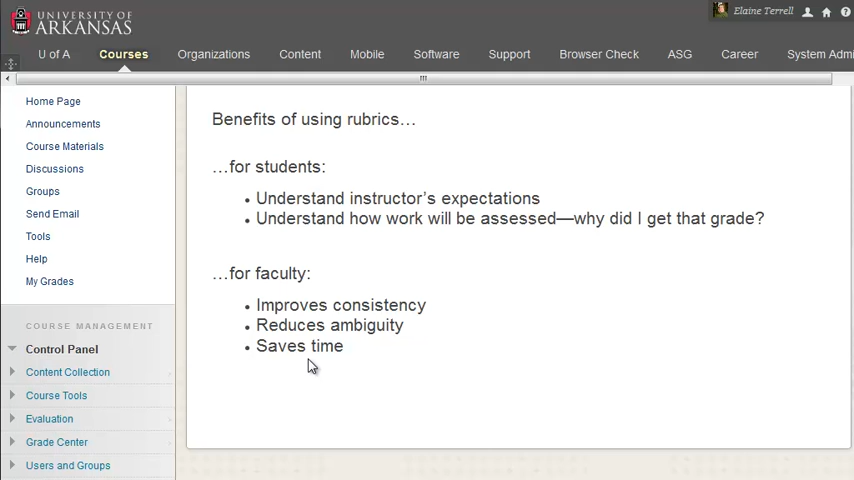 UNIVERSITY OF
ARKANSAS
Elaine Terrell
U of A Courses Organizations Content Mobile Software Support Browser Check ASG Career System Admi
Home Page
Announcements
Course Materials
Discussions
Groups
Send Email
Tools
Help
My Grades
COURSE MANAGEMENT
Control Panel
Content Collection
Course Tools
Evaluation
Grade Center
Users and Groups
Benefits of using rubrics…
…for students:
• Understand instructor’s expectations
• Understand how work will be assessed—why did I get that grade?
…for faculty:
• Improves consistency
• Reduces ambiguity
• Saves time